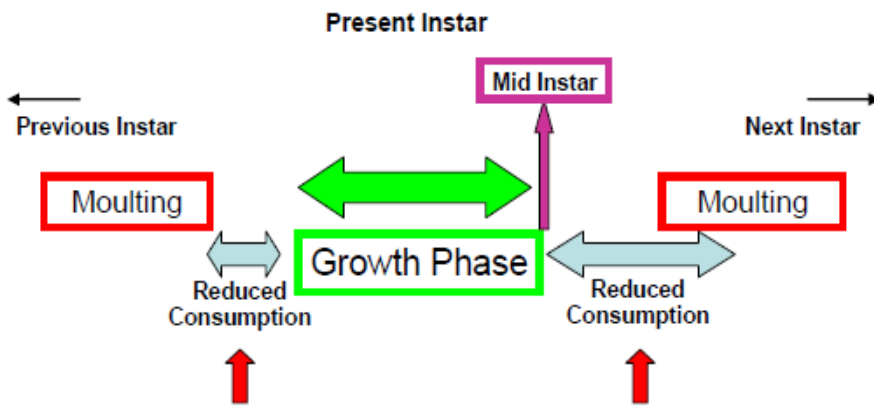 Present Instar
Mid Instar
Previous Instar
Next Instar
Moulting
Moulting
Growth Phase
Reduced
Consumption
Reduced
Consumption